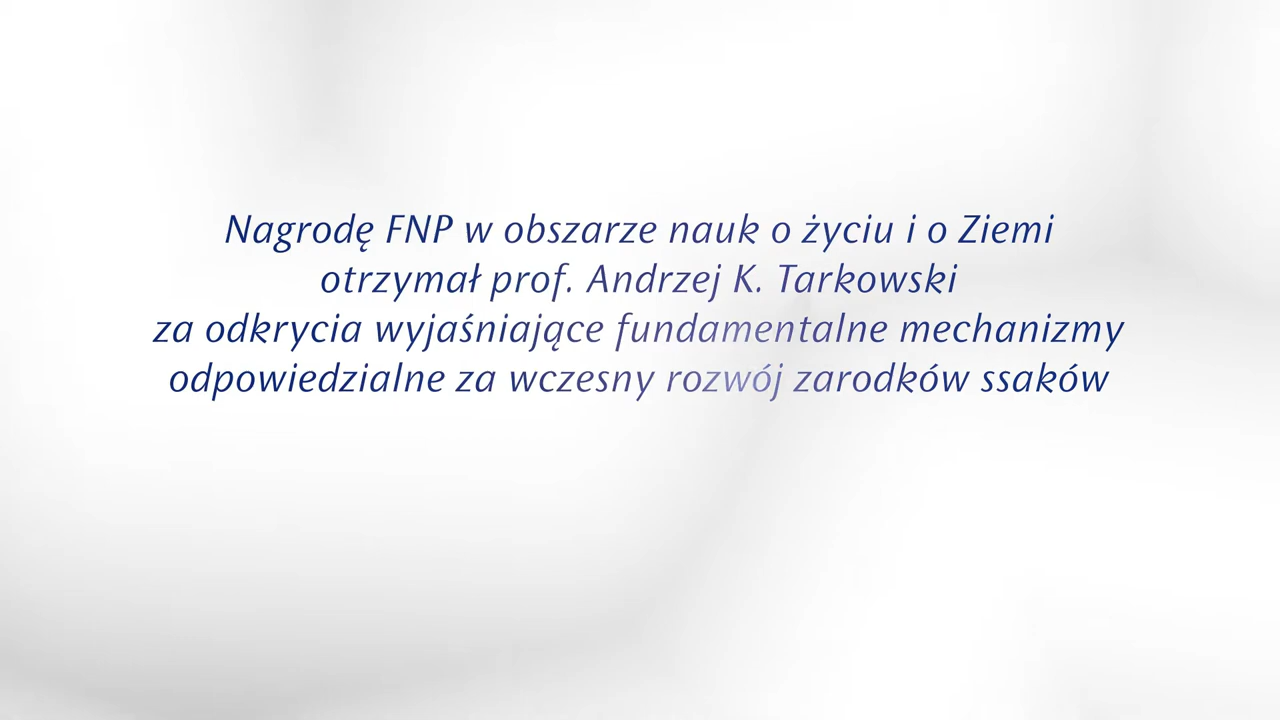 Nagrodę FNP w obszarze nauk o życiu i o Ziemi
otrzymał prof. Andrzej K. Tarkowski
za odkrycia wyjaśniające fundamentalne mechanizmy
odpowiedzialne za wczesny rozwój zarodków ssaków